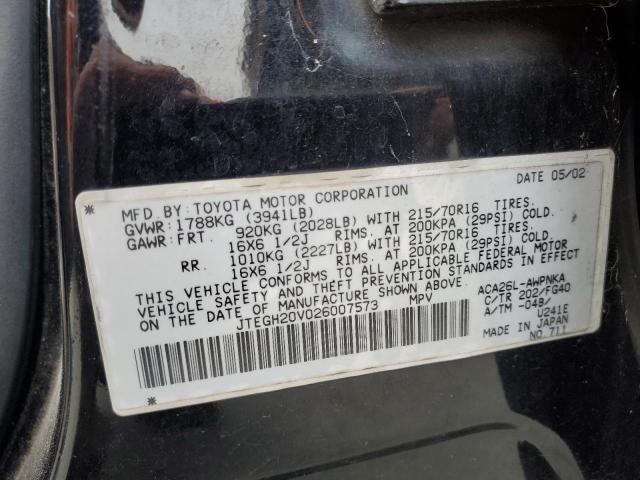 DATE 05/02
MFD. BY: TOYOTA MOTOR CORPORATION
GVWR: 1788KG (3941LB)
GAWR: FRT. 920KG (2028LB) WITH 215/70R16 TIRES.
16X6 1/2J RIMS AT 200KPA (29PSI) COLD.
RR. 1010KG (2227LB) WITH 215/70R16 TIRES.
16X6 1/2J RIMS AT 200KPA (29PSI) COLD.
THIS VEHICLE CONFORMS TO ALL APPLICABLE FEDERAL MOTOR
VEHICLE SAFETY AND THEFT PREVENTION STANDARDS IN EFFECT
ON THE DATE OF MANUFACTURE SHOWN ABOVE.
JTEGH20V026007573 MPV
ACA26L-AWPNKA
C/TR 202/FG40
A/TM -04B/ U241E
MADE IN JAPAN
NO. 711